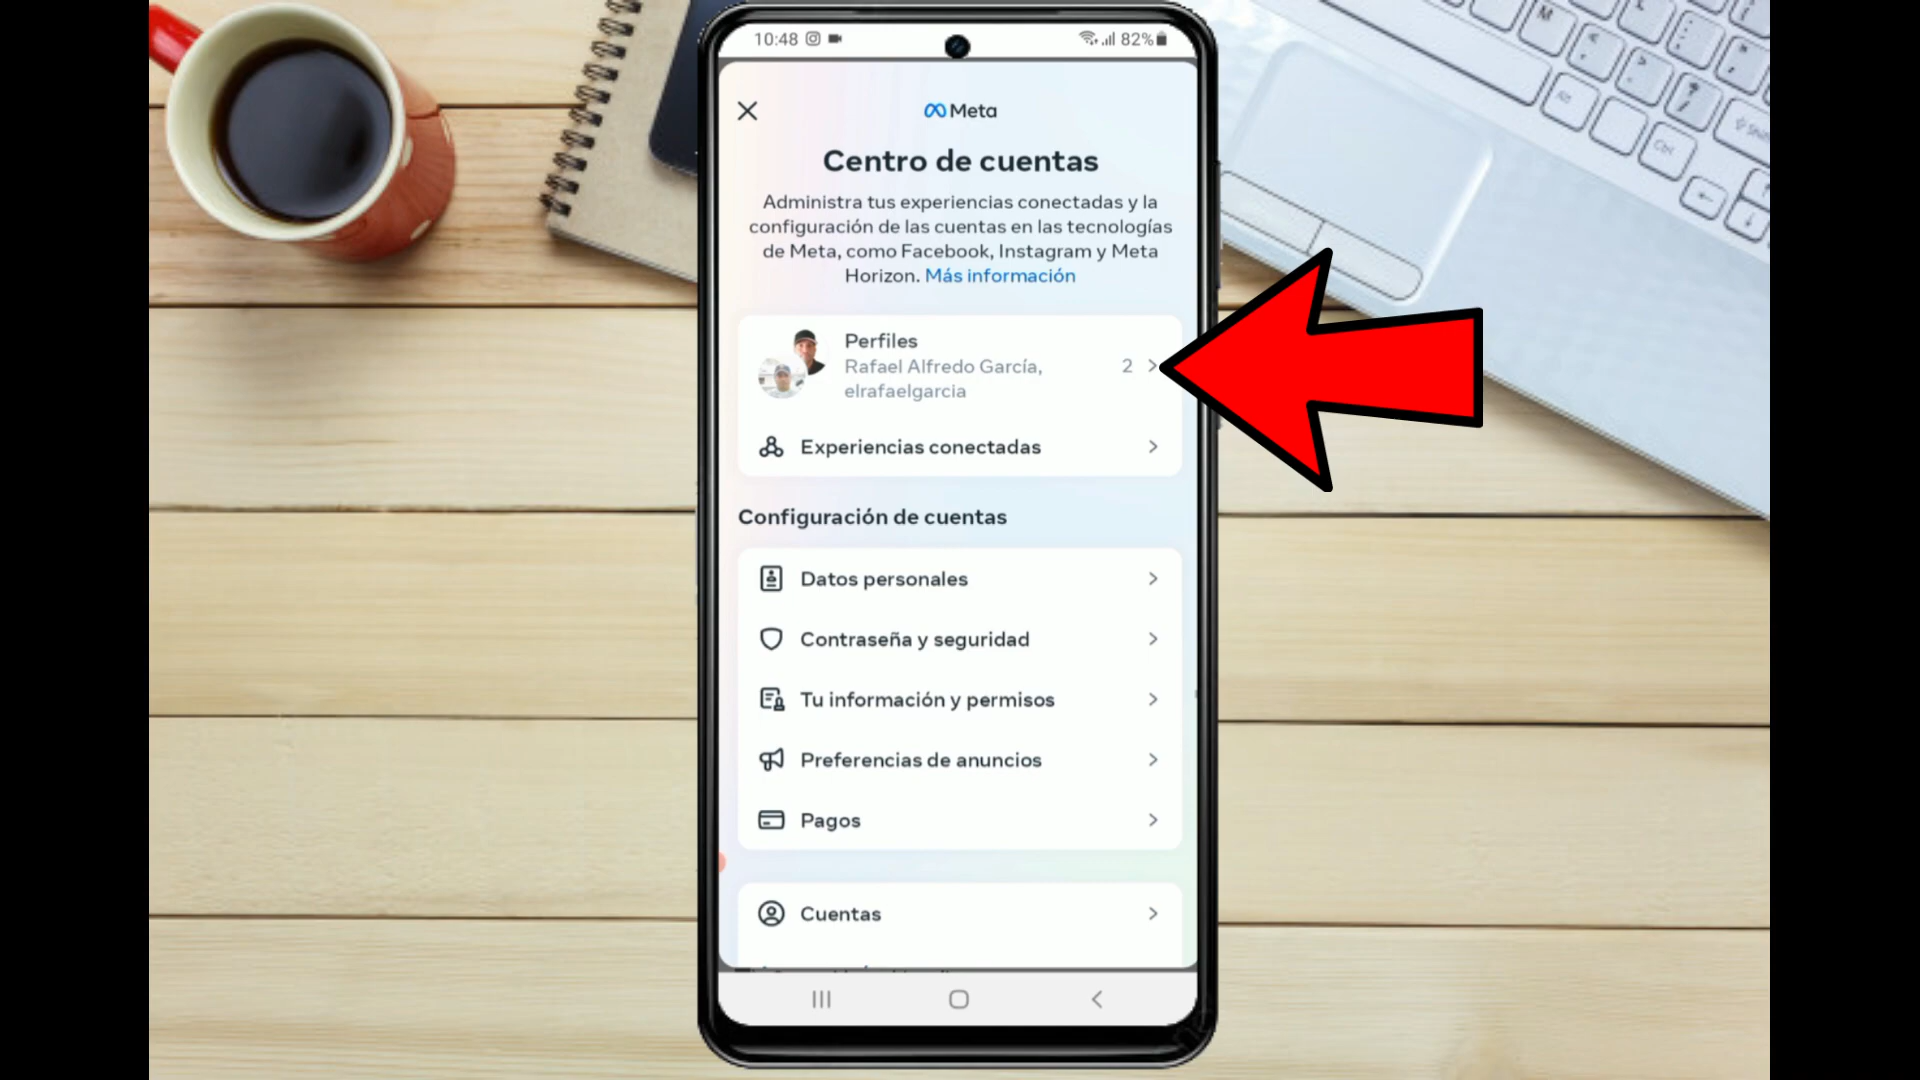 10:48
82%
Meta
Centro de cuentas
Administra tus experiencias conectadas y la
configuración de las cuentas en las tecnologías
de Meta, como Facebook, Instagram y Meta
Horizon. Más información
Perfiles
Rafael Alfredo García,
elrafaelgarcia
2
Experiencias conectadas
Configuración de cuentas
Datos personales
Contraseña y seguridad
Tu información y permisos
Preferencias de anuncios
Pagos
Cuentas
M
Alt
Ctrl